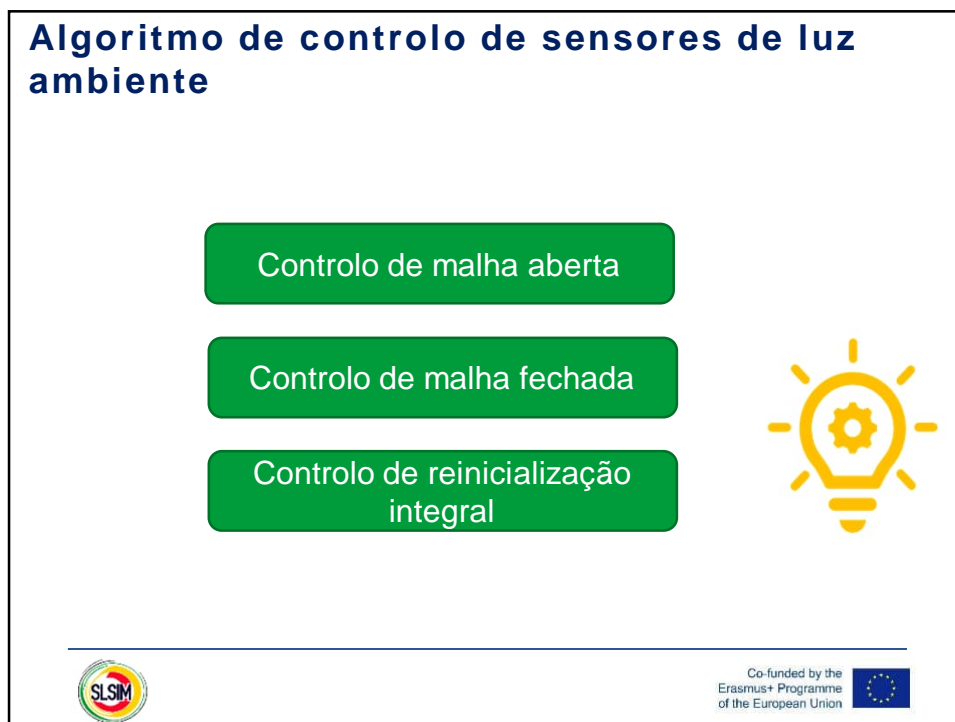 Algoritmo de controlo de sensores de luz
ambiente
Controlo de malha aberta
Controlo de malha fechada
Controlo de reinicialização
integral
SLSIM
Co-funded by the
Erasmus+ Programme
of the European Union